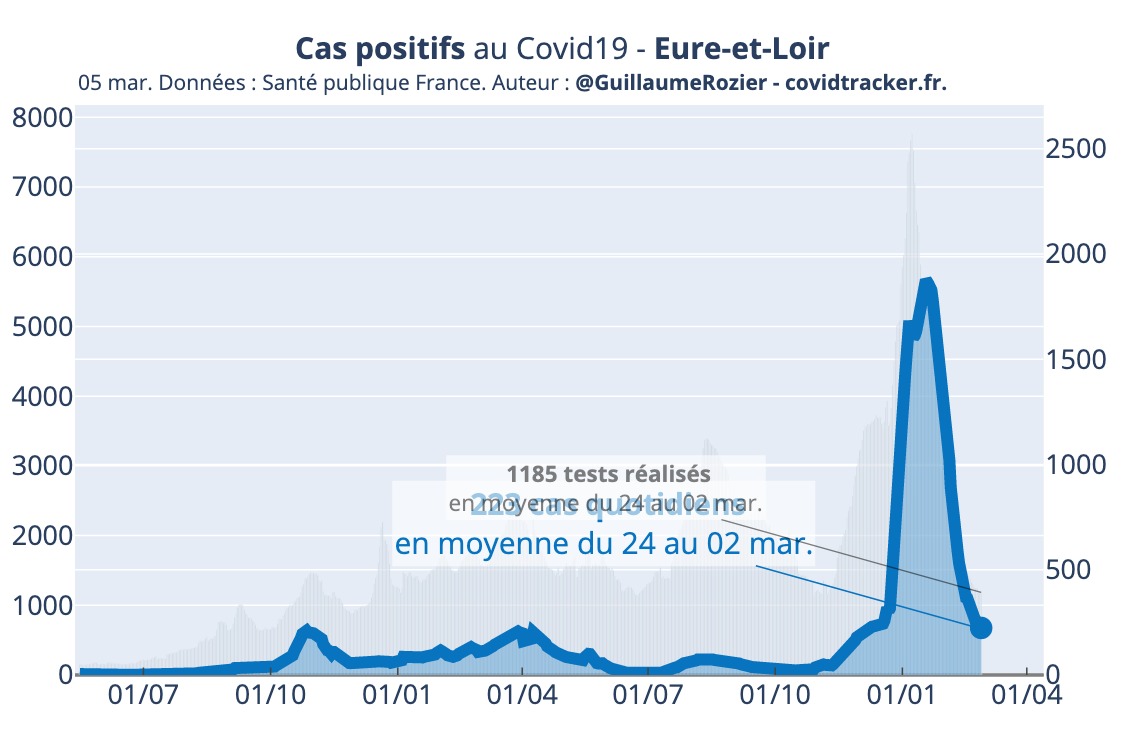 Cas positifs au Covid19 - Eure-et-Loir
05 mar. Données : Santé publique France. Auteur : @GuillaumeRozier - covidtracker.fr.
8000
7000
6000
5000
4000
3000
2000
1000
0
2500
2000
1500
1000
500
0
1185 tests réalisés
en moyenne du 24 au 02 mar.
223 cas quotidiens
en moyenne du 24 au 02 mar.
01/07 01/10 01/01 01/04 01/07 01/10 01/01 01/04